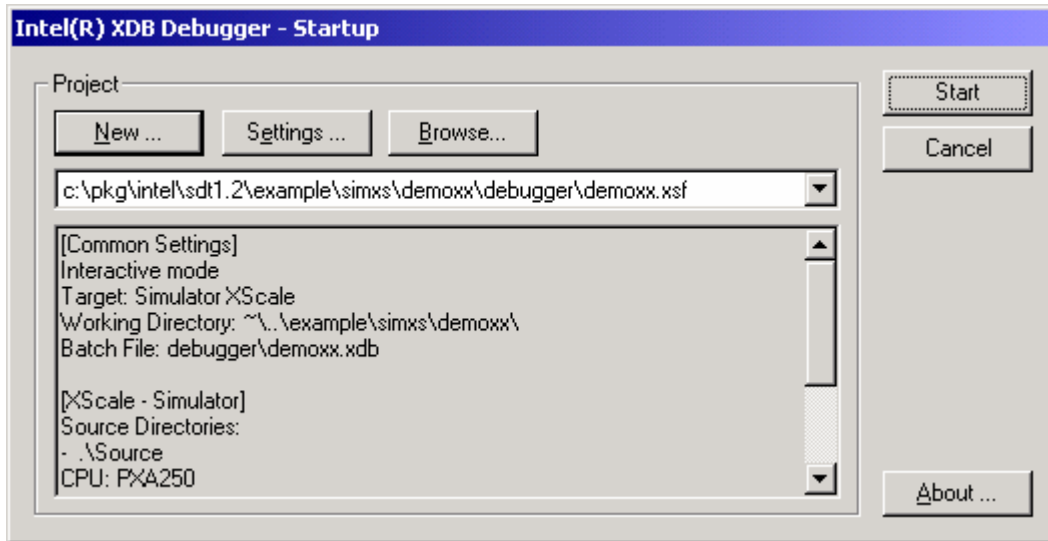 Intel(R) XDB Debugger - Startup
Project
New ... Settings ... Browse...
Start
Cancel
c:\pkg\intel\sdt1.2\example\simxs\demoxx\debugger\demoxx.xsf
[Common Settings]
Interactive mode
Target: Simulator XScale
Working Directory: ~\..\example\simxs\demoxx\
Batch File: debugger\demoxx.xdb
[XScale - Simulator]
Source Directories:
- .\Source
CPU: PXA250
About ...